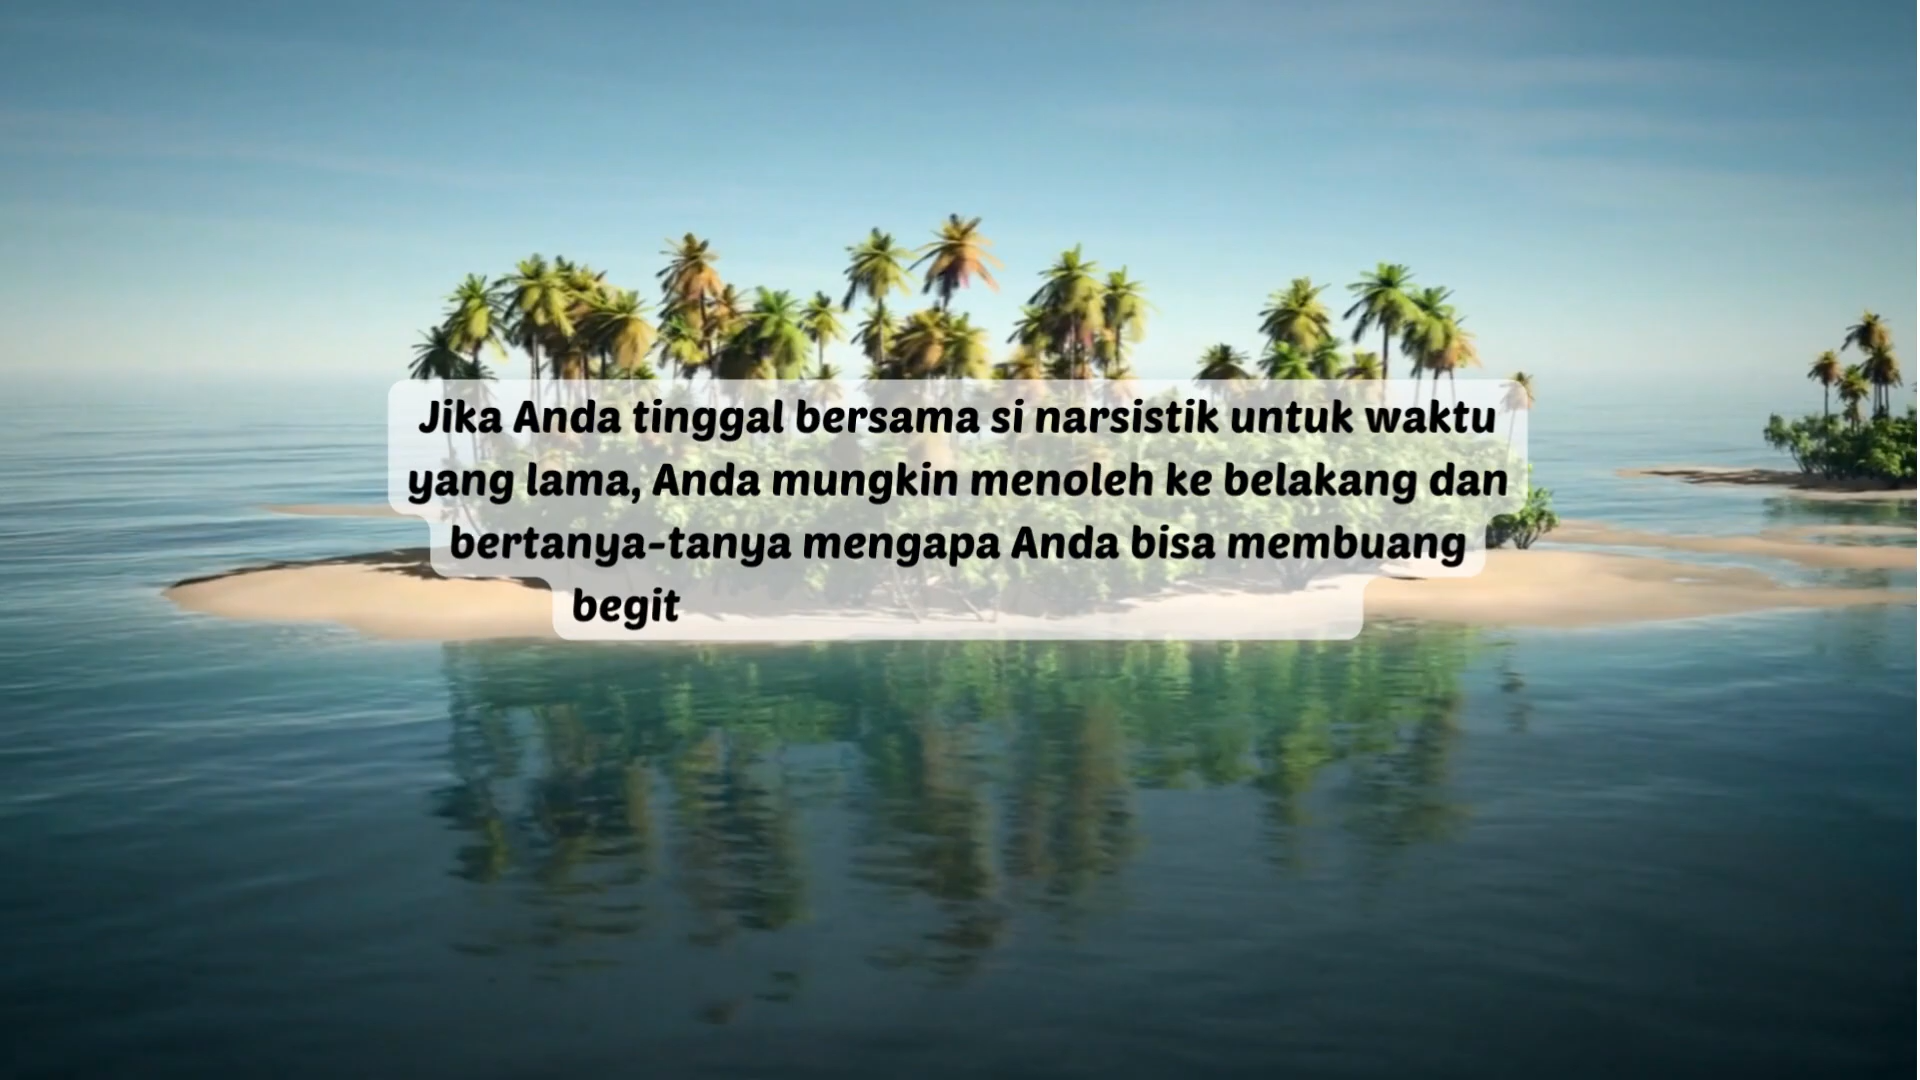 Jika Anda tinggal bersama si narsistik untuk waktu
yang lama, Anda mungkin menoleh ke belakang dan
bertanya-tanya mengapa Anda bisa membuang
begit